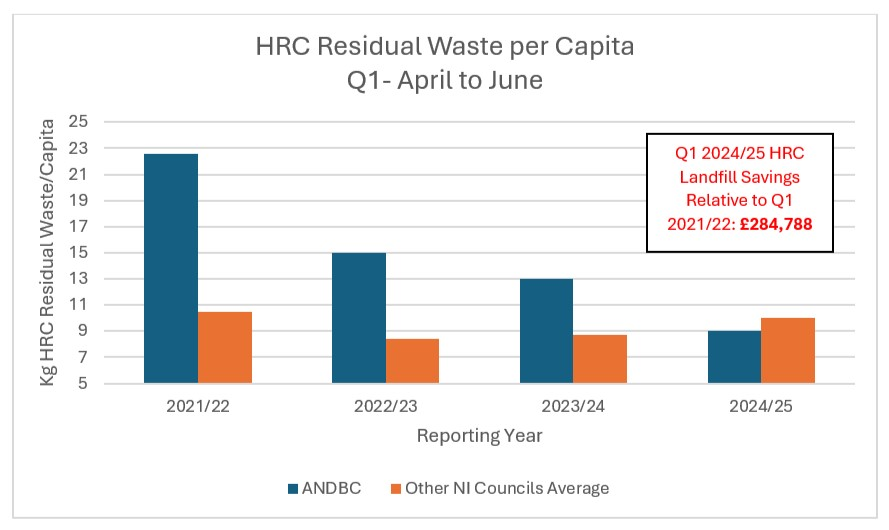 HRC Residual Waste per Capita
Q1- April to June
Kg HRC Residual Waste/Capita
25
23
21
19
17
15
13
11
9
7
5
Q1 2024/25 HRC
Landfill Savings
Relative to Q1
2021/22: £284,788
2021/22
2022/23
2023/24
2024/25
Reporting Year
ANDBC
Other NI Councils Average